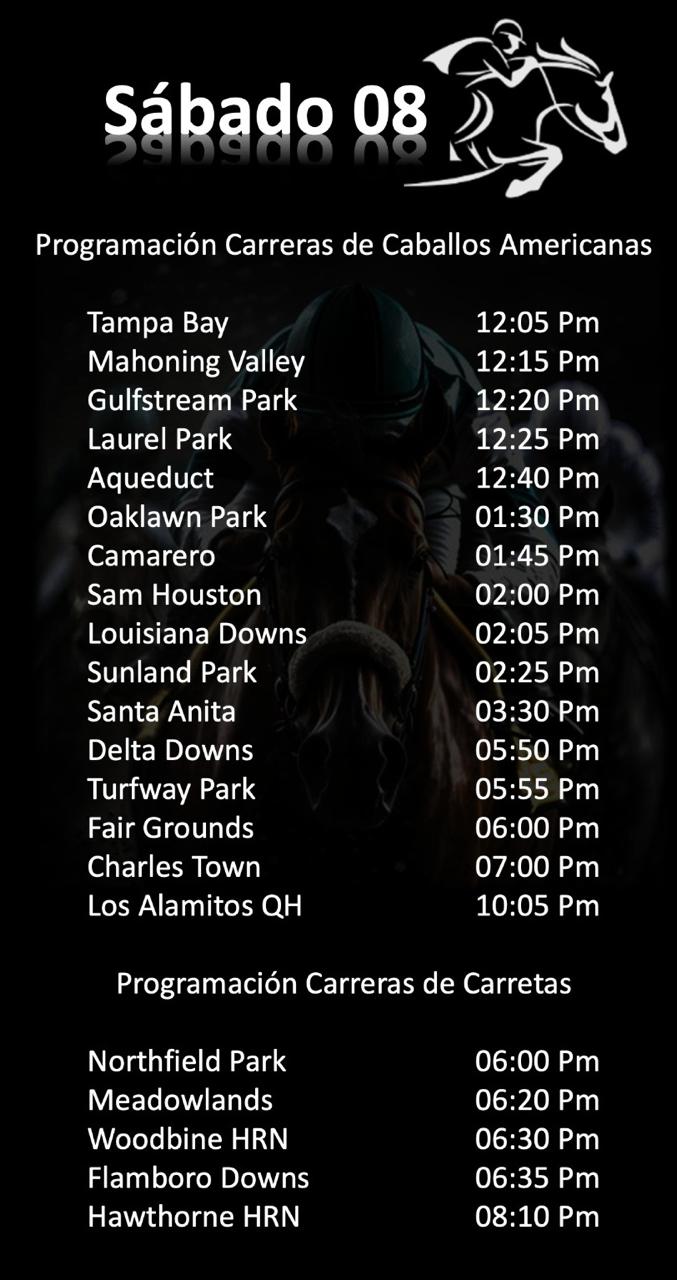 Sábado 08
Programación Carreras de Caballos Americanas
Tampa Bay 12:05 Pm
Mahoning Valley 12:15 Pm
Gulfstream Park 12:20 Pm
Laurel Park 12:25 Pm
Aqueduct 12:40 Pm
Oaklawn Park 01:30 Pm
Camarero 01:45 Pm
Sam Houston 02:00 Pm
Louisiana Downs 02:05 Pm
Sunland Park 02:25 Pm
Santa Anita 03:30 Pm
Delta Downs 05:50 Pm
Turfway Park 05:55 Pm
Fair Grounds 06:00 Pm
Charles Town 07:00 Pm
Los Alamitos QH 10:05 Pm
Programación Carreras de Carretas
Northfield Park 06:00 Pm
Meadowlands 06:20 Pm
Woodbine HRN 06:30 Pm
Flamboro Downs 06:35 Pm
Hawthorne HRN 08:10 Pm